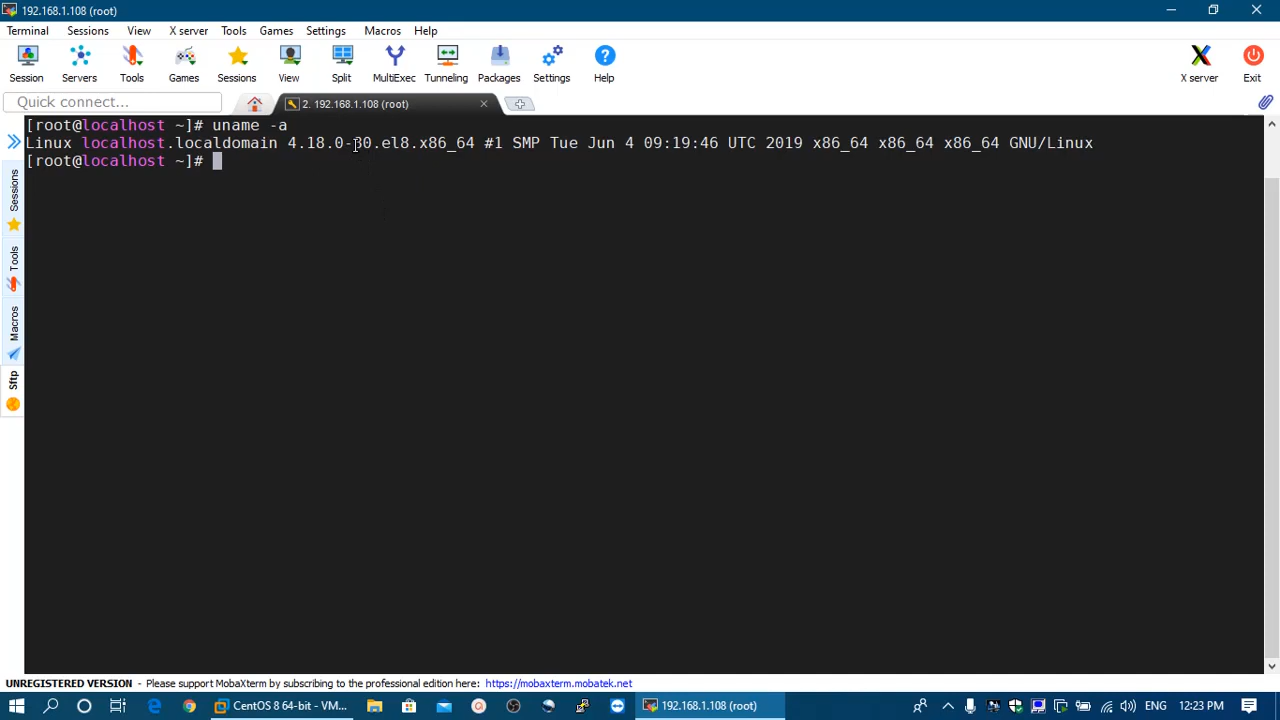 192.168.1.108 (root)
Terminal Sessions View X server Tools Games Settings Macros Help
Session Servers Tools Games Sessions View Split MultiExec Tunneling Packages Settings Help X server Exit
Quick connect...
2. 192.168.1.108 (root)
[root@localhost ~]# uname -a
Linux localhost.localdomain 4.18.0-80.el8.x86_64 #1 SMP Tue Jun 4 09:19:46 UTC 2019 x86_64 x86_64 x86_64 GNU/Linux
[root@localhost ~]#
Sessions
Tools
Macros
Sftp
UNREGISTERED VERSION - Please support MobaXterm by subscribing to the professional edition here: https://mobaxterm.mobatek.net
CentOS 8 64-bit - VM...
192.168.1.108 (root)
ENG 12:23 PM